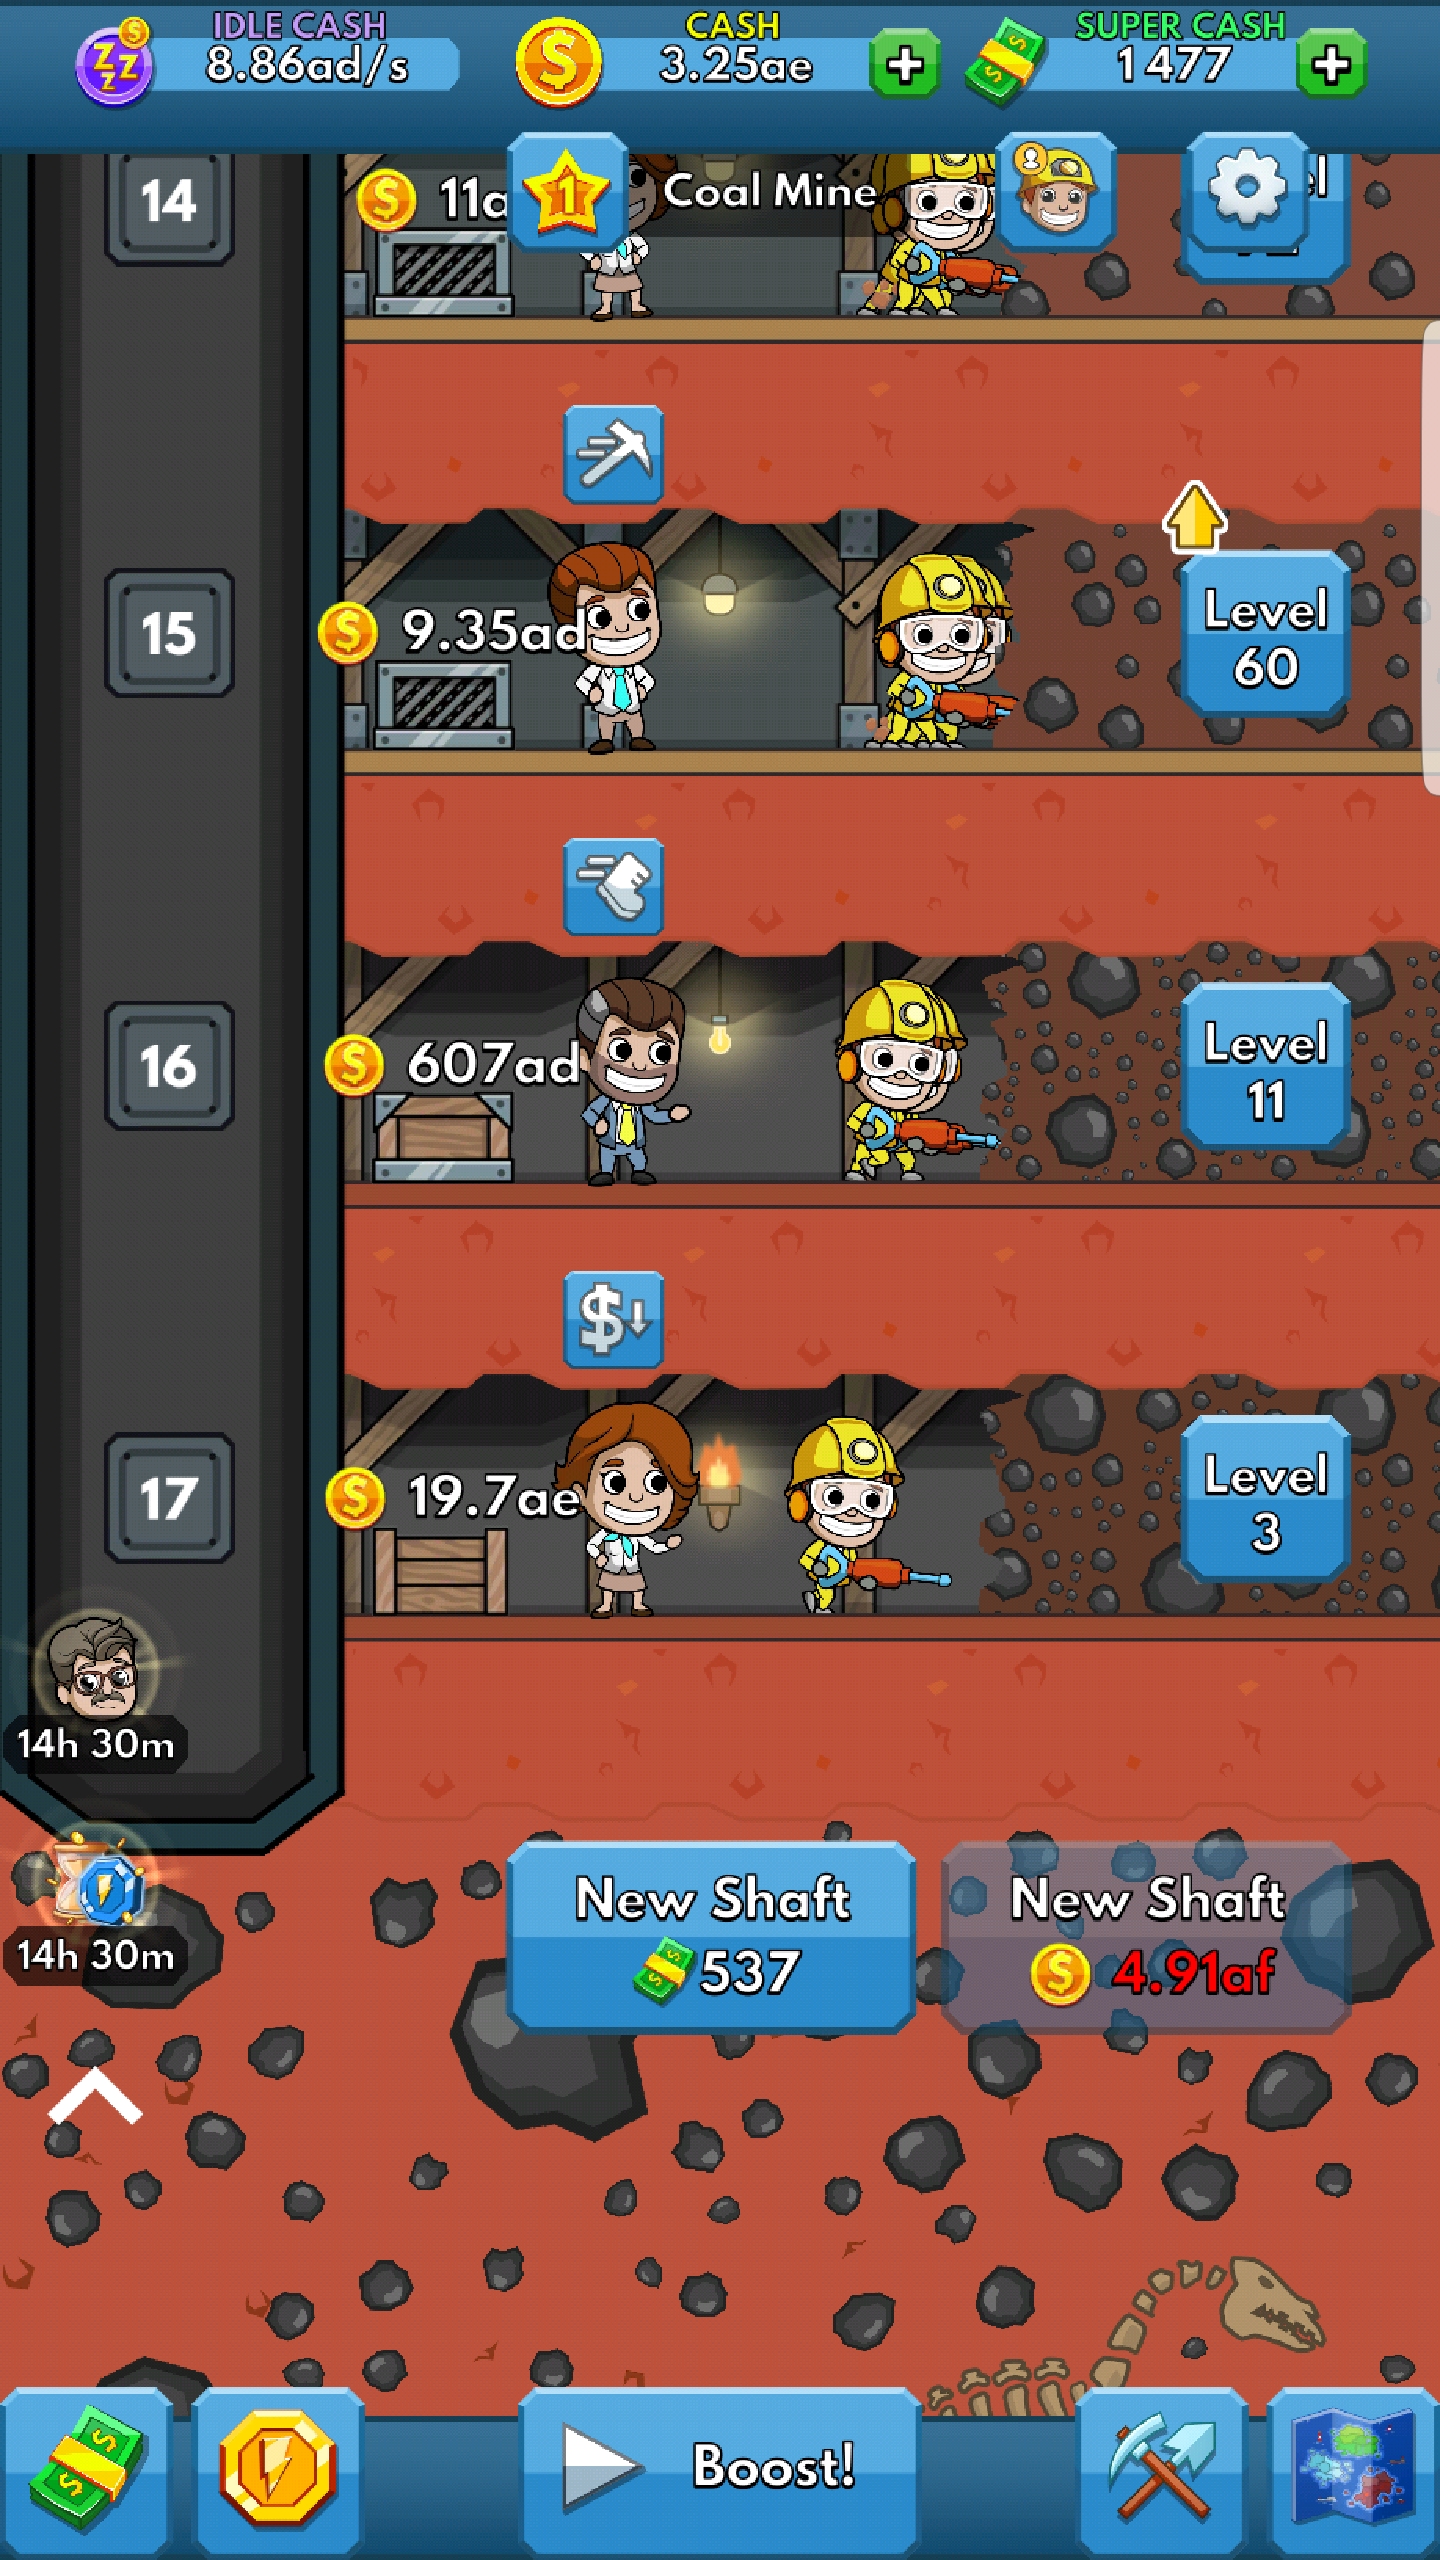 IDLE CASH
8.86ad/s
CASH
3.25ae
SUPER CASH
1477
14
11a
1
Coal Mine
15
9.35ad
Level
60
16
607ad
Level
11
17
19.7ae
Level
3
14h 30m
14h 30m
New Shaft
537
New Shaft
4.91af
Boost!